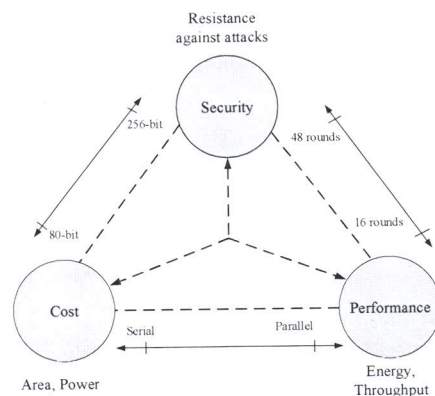 Resistance
against attacks
Security
256-bit
48 rounds
80-bit
16 rounds
Cost
Performance
Serial
Parallel
Area, Power
Energy,
Throughput